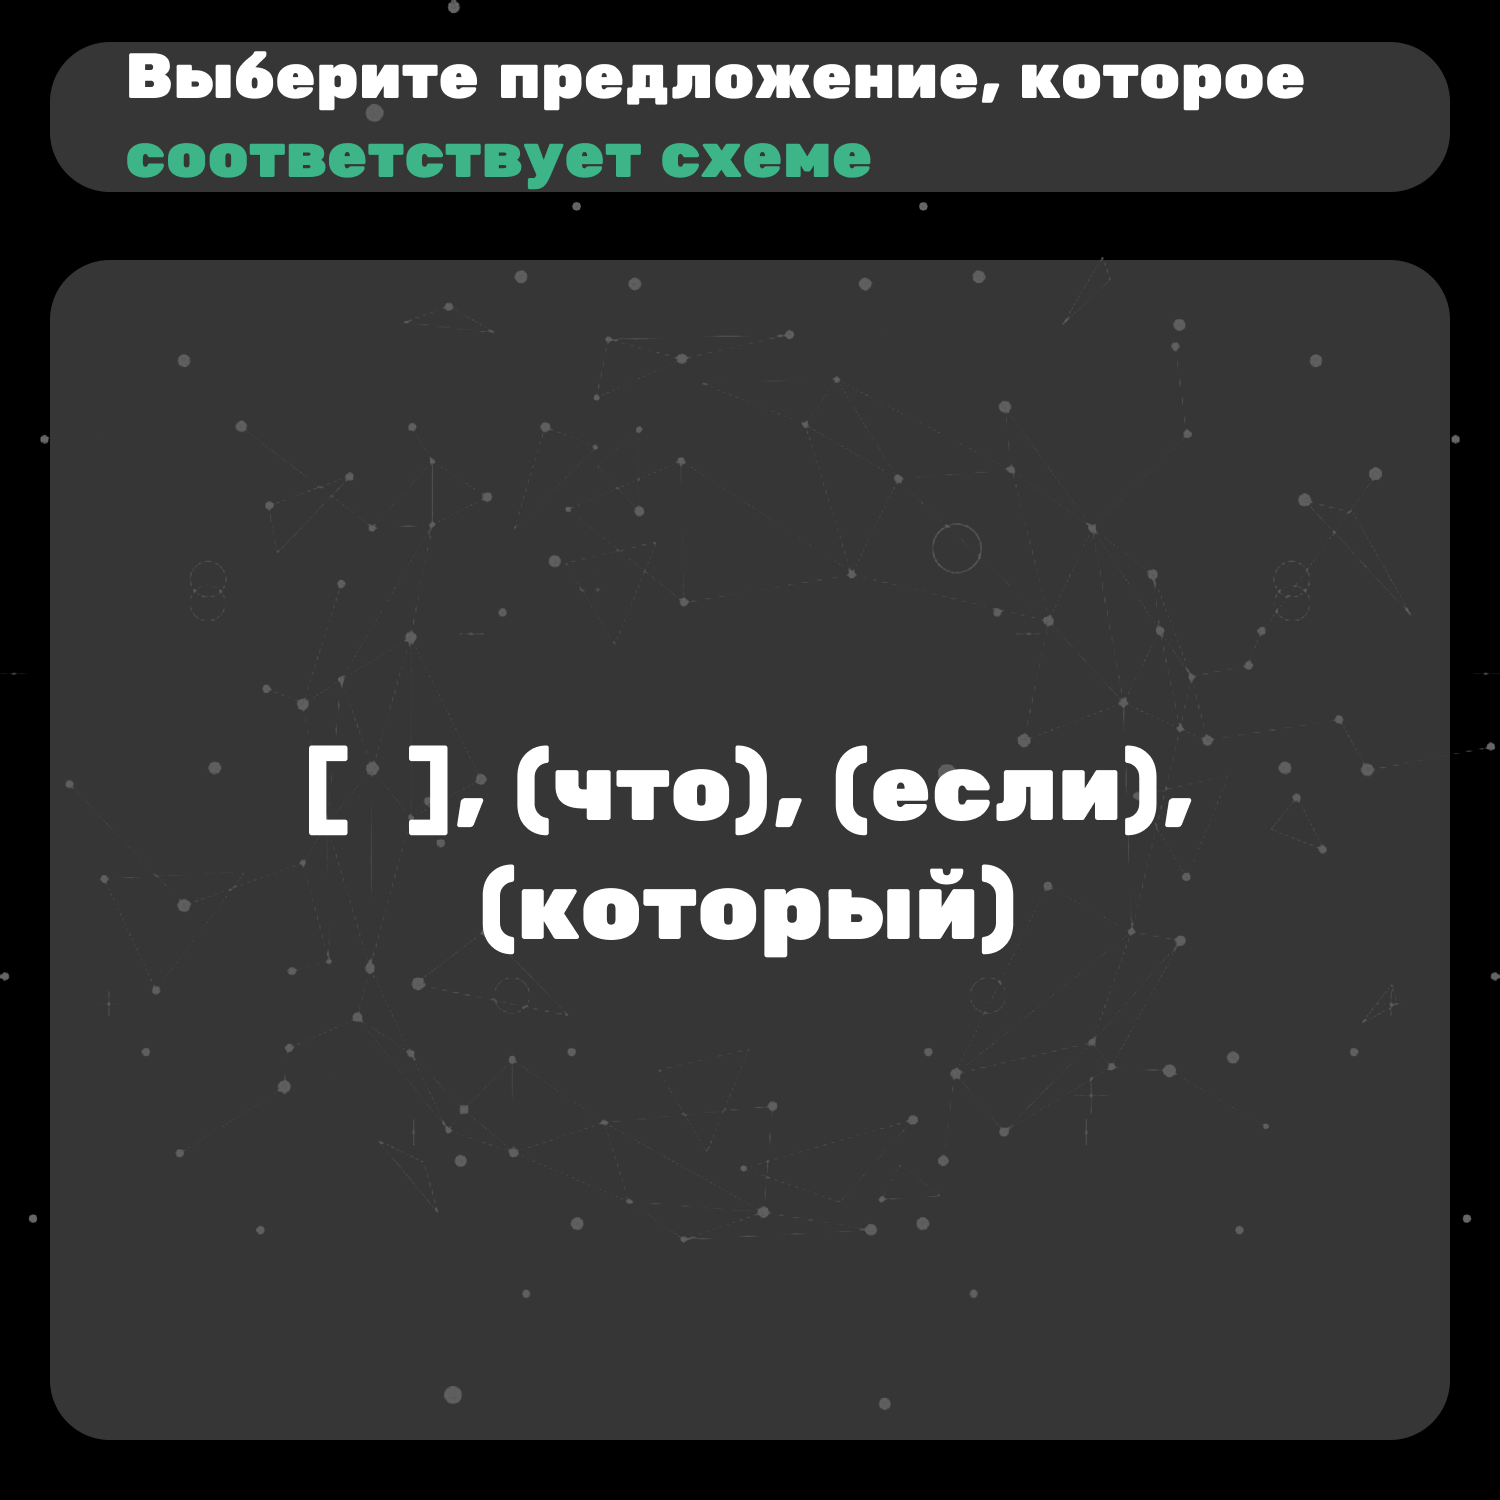 Выберите предложение, которое
соответствует схеме
[ ], (что), (если),
(который)